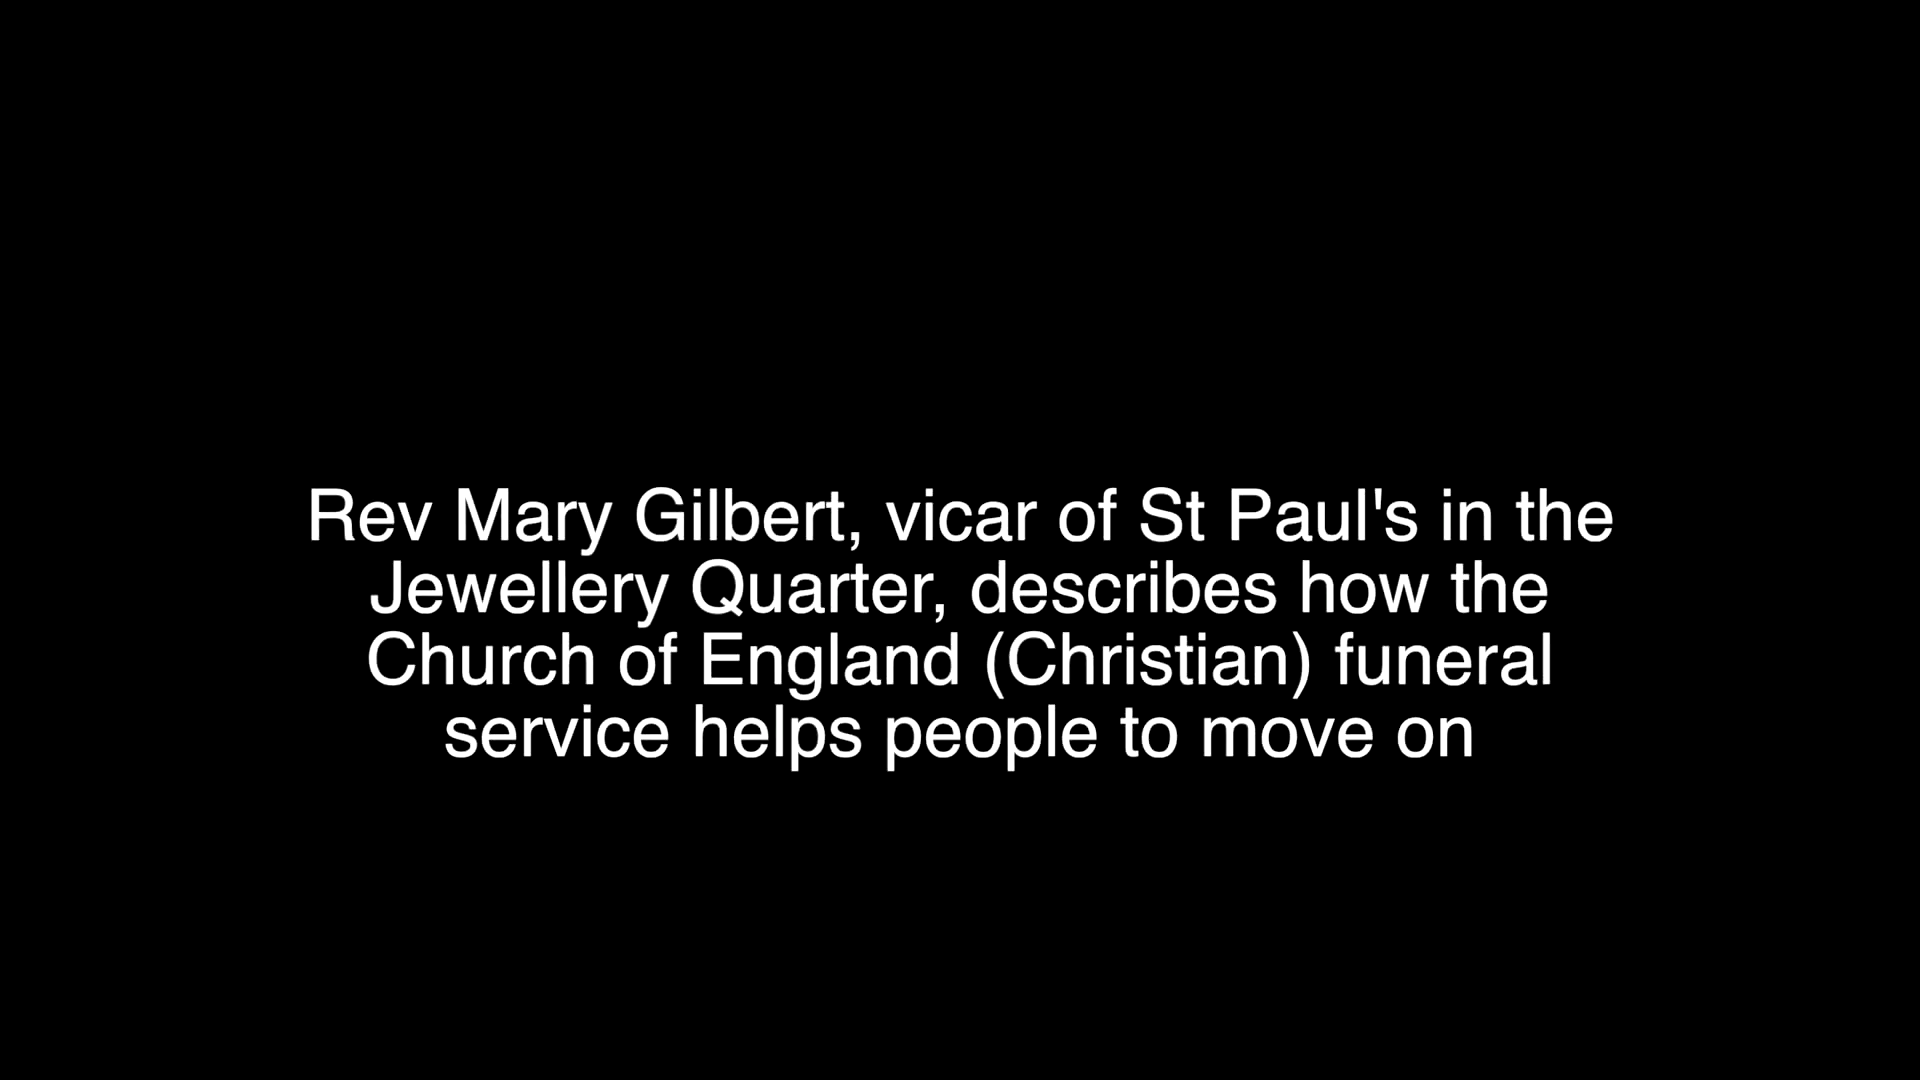 Rev Mary Gilbert, vicar of St Paul's in the
Jewellery Quarter, describes how the
Church of England (Christian) funeral
service helps people to move on